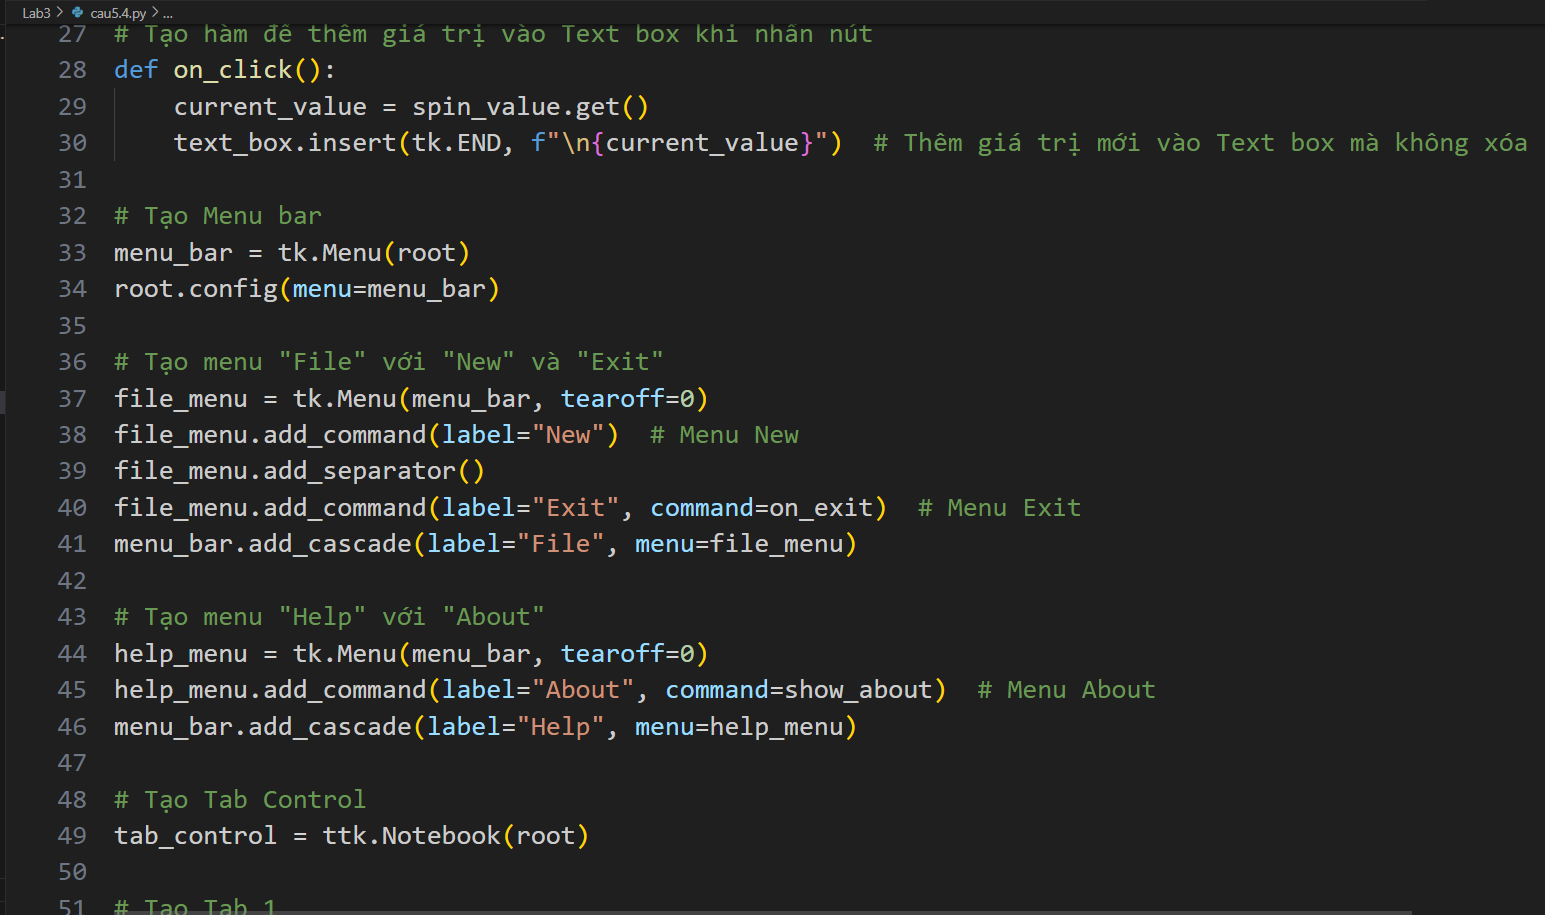 Lab3 > cau5.4.py > ...
27 # Tạo hàm để thêm giá trị vào Text box khi nhấn nút
28 def on_click():
29     current_value = spin_value.get()
30     text_box.insert(tk.END, f"\n{current_value}")  # Thêm giá trị mới vào Text box mà không xóa
31
32 # Tạo Menu bar
33 menu_bar = tk.Menu(root)
34 root.config(menu=menu_bar)
35
36 # Tạo menu "File" với "New" và "Exit"
37 file_menu = tk.Menu(menu_bar, tearoff=0)
38 file_menu.add_command(label="New")  # Menu New
39 file_menu.add_separator()
40 file_menu.add_command(label="Exit", command=on_exit)  # Menu Exit
41 menu_bar.add_cascade(label="File", menu=file_menu)
42
43 # Tạo menu "Help" với "About"
44 help_menu = tk.Menu(menu_bar, tearoff=0)
45 help_menu.add_command(label="About", command=show_about)  # Menu About
46 menu_bar.add_cascade(label="Help", menu=help_menu)
47
48 # Tạo Tab Control
49 tab_control = ttk.Notebook(root)
50
51 # Tạo Tab 1